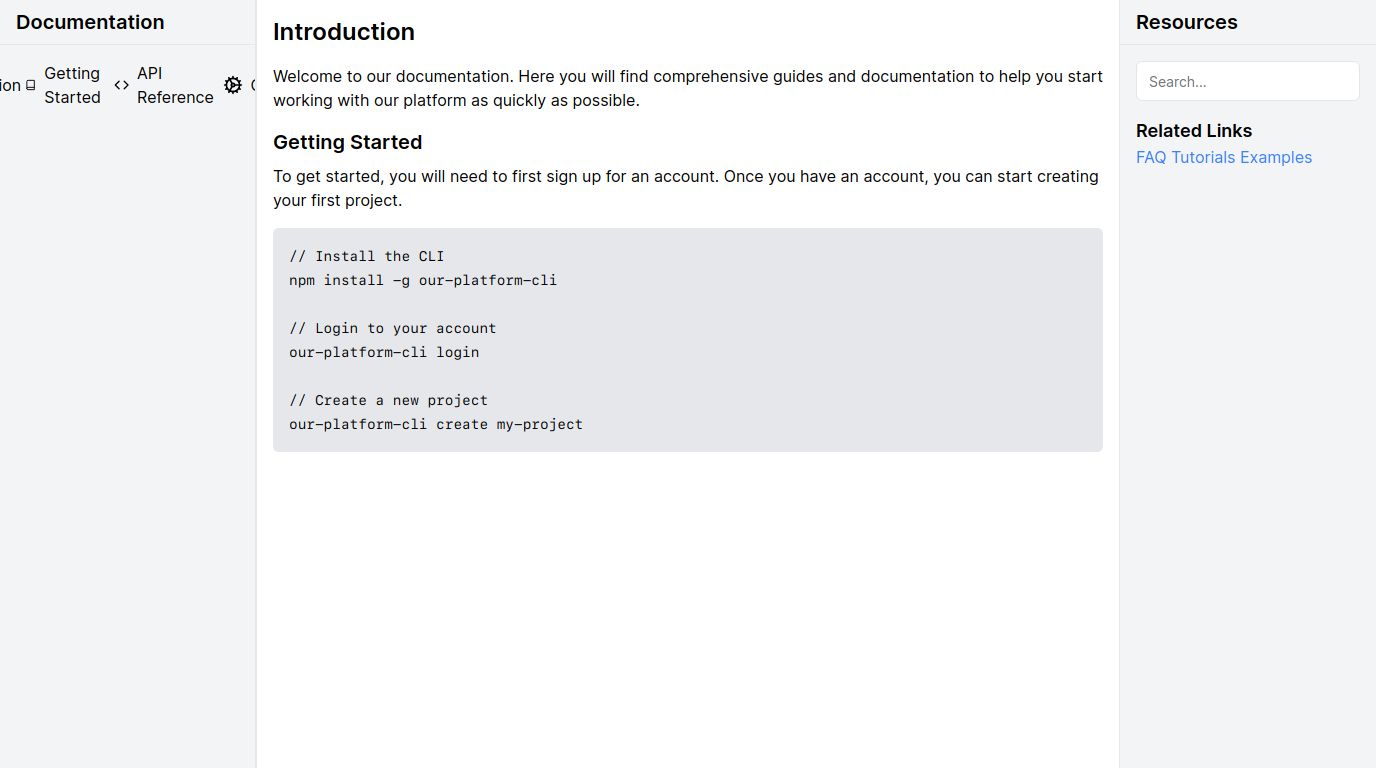 Documentation
Getting
Started
API
Reference
Introduction
Welcome to our documentation. Here you will find comprehensive guides and documentation to help you start
working with our platform as quickly as possible.
Getting Started
To get started, you will need to first sign up for an account. Once you have an account, you can start creating
your first project.
// Install the CLI
npm install -g our-platform-cli
// Login to your account
our-platform-cli login
// Create a new project
our-platform-cli create my-project
Resources
Search...
Related Links
FAQ Tutorials Examples